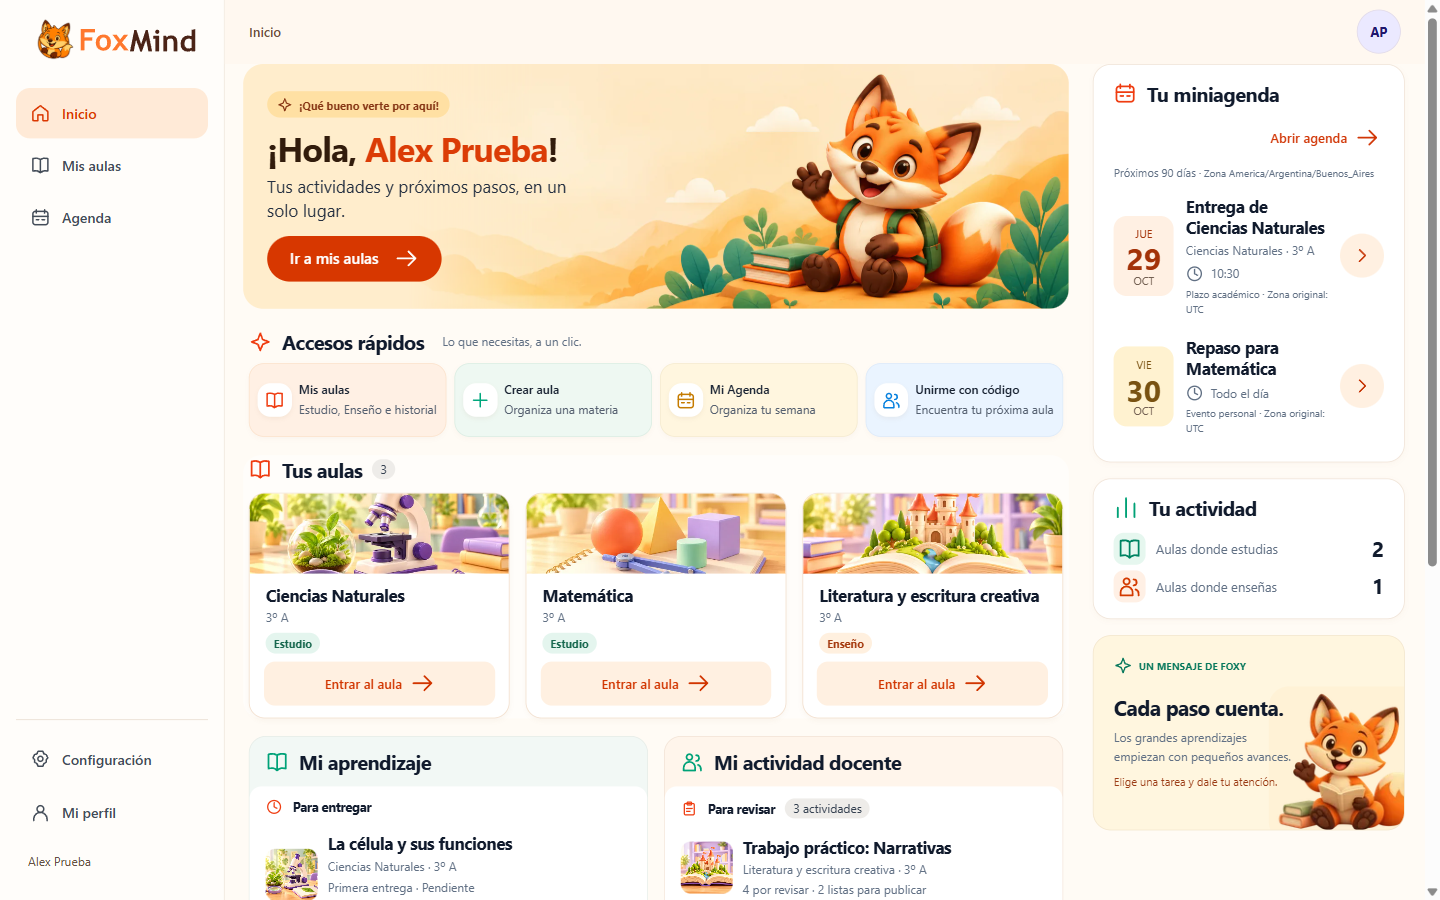 FoxMind
Inicio
Mis aulas
Agenda
Configuración
Mi perfil
Alex Prueba
Inicio
AP
¡Qué bueno verte por aquí!
¡Hola, Alex Prueba!
Tus actividades y próximos pasos, en un
solo lugar.
Ir a mis aulas
Accesos rápidos
Lo que necesitas, a un clic.
Mis aulas
Estudio, Enseño e historial
Crear aula
Organiza una materia
Mi Agenda
Organiza tu semana
Unirme con código
Encuentra tu próxima aula
Tus aulas 3
Ciencias Naturales
3º A
Estudio
Entrar al aula
Matemática
3º A
Estudio
Entrar al aula
Literatura y escritura creativa
3º A
Enseño
Entrar al aula
Mi aprendizaje
Para entregar
La célula y sus funciones
Ciencias Naturales · 3º A
Primera entrega · Pendiente
Mi actividad docente
Para revisar 3 actividades
Trabajo práctico: Narrativas
Literatura y escritura creativa · 3º A
4 por revisar · 2 listas para publicar
Tu miniagenda
Abrir agenda
Próximos 90 días · Zona America/Argentina/Buenos_Aires
JUE
29
OCT
Entrega de
Ciencias Naturales
Ciencias Naturales · 3º A
10:30
Plazo académico · Zona original:
UTC
VIE
30
OCT
Repaso para
Matemática
Todo el día
Evento personal · Zona original:
UTC
Tu actividad
Aulas donde estudias 2
Aulas donde enseñas 1
UN MENSAJE DE FOXY
Cada paso cuenta.
Los grandes aprendizajes
empiezan con pequeños avances.
Elige una tarea y dale tu atención.